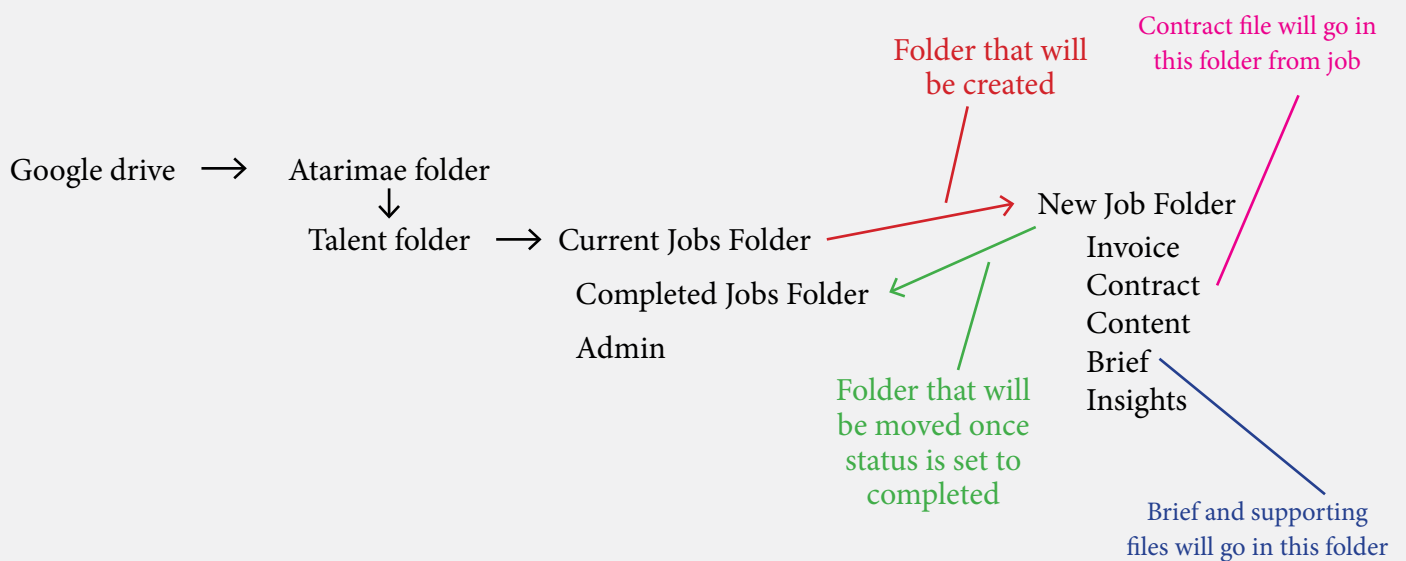 Contract file will go in
this folder from job
Folder that will
be created
Google drive
Atarimae folder
Talent folder
Current Jobs Folder
Completed Jobs Folder
Admin
New Job Folder
Invoice
Contract
Content
Brief
Insights
Folder that will
be moved once
status is set to
completed
Brief and supporting
files will go in this folder